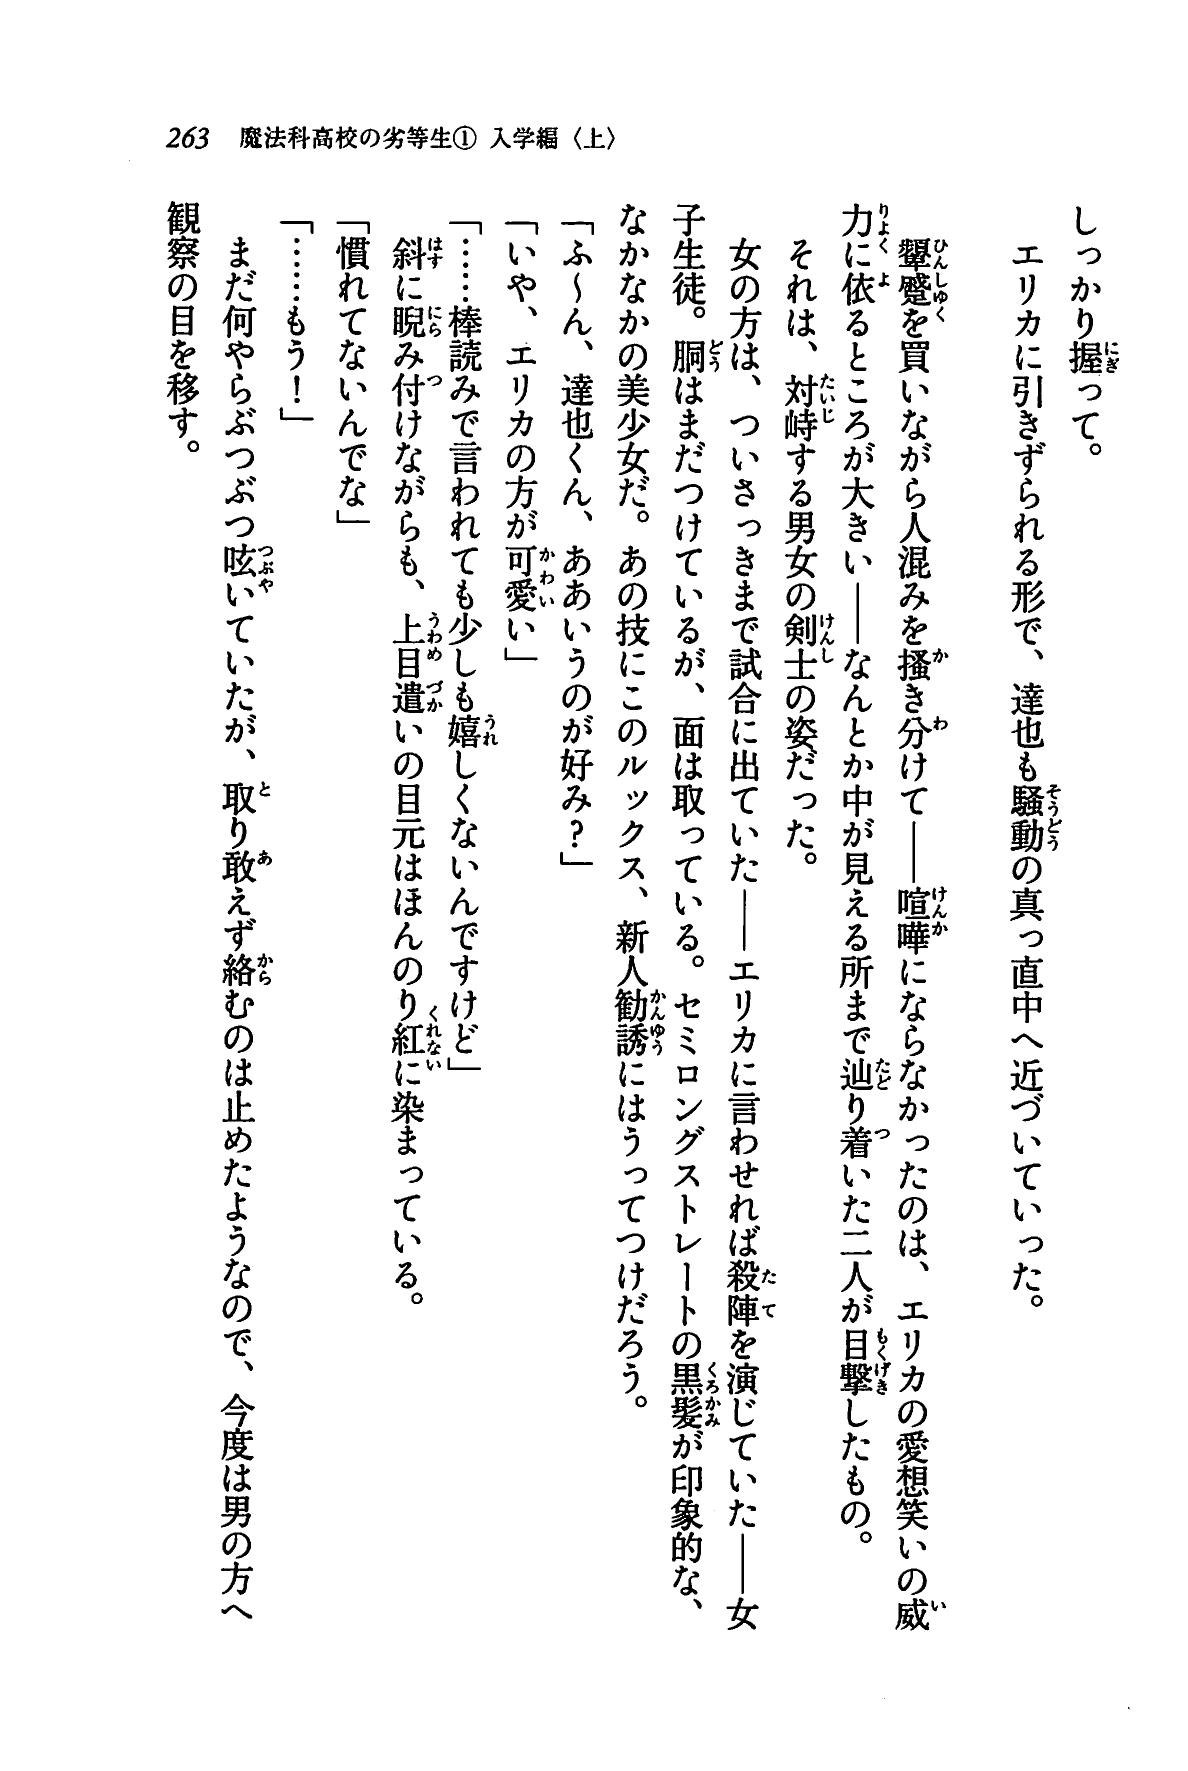 263 魔法科高校の劣等生① 入学編〈上〉
しっかり握って。
エリカに引きずられる形で、達也も騒動の真っ直中へ近づいていった。
顰蹙を買いながら人混みを掻き分けて――喧嘩にならなかったのは、エリカの愛想笑いの威
力に依るところが大きい――なんとか中が見える所まで辿り着いた二人が目撃したもの。
それは、対峙する男女の剣士の姿だった。
女の方は、ついさっきまで試合に出ていた――エリカに言わせれば殺陣を演じていた――女
子生徒。胴はまだつけているが、面は取っている。セミロングストレートの黒髪が印象的な、
なかなかの美少女だ。あの技にこのルックス、新人勧誘にはうってつけだろう。
「ふ〜ん、達也くん、ああいうのが好み？」
「いや、エリカの方が可愛い」
「……棒読みで言われても少しも嬉しくないんですけど」
斜に睨み付けながらも、上目遣いの目元はほんのり紅に染まっている。
「慣れてないんでな」
「……もう！」
まだ何やらぶつぶつ呟いていたが、取り敢えず絡むのは止めたようなので、今度は男の方へ
観察の目を移す。